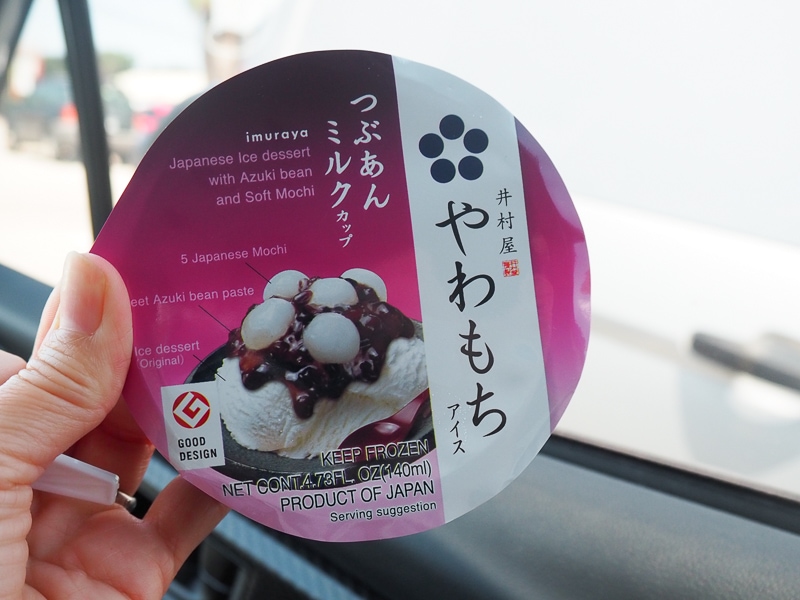 imuraya
Japanese Ice dessert
with Azuki bean
and Soft Mochi
つぶあん
ミルクカップ
井村屋
やわもち
アイス
5 Japanese Mochi
eet Azuki bean paste
Ice dessert
(Original)
GOOD
DESIGN
KEEP FROZEN
NET CONT.4.73FL. OZ(140ml)
PRODUCT OF JAPAN
Serving suggestion